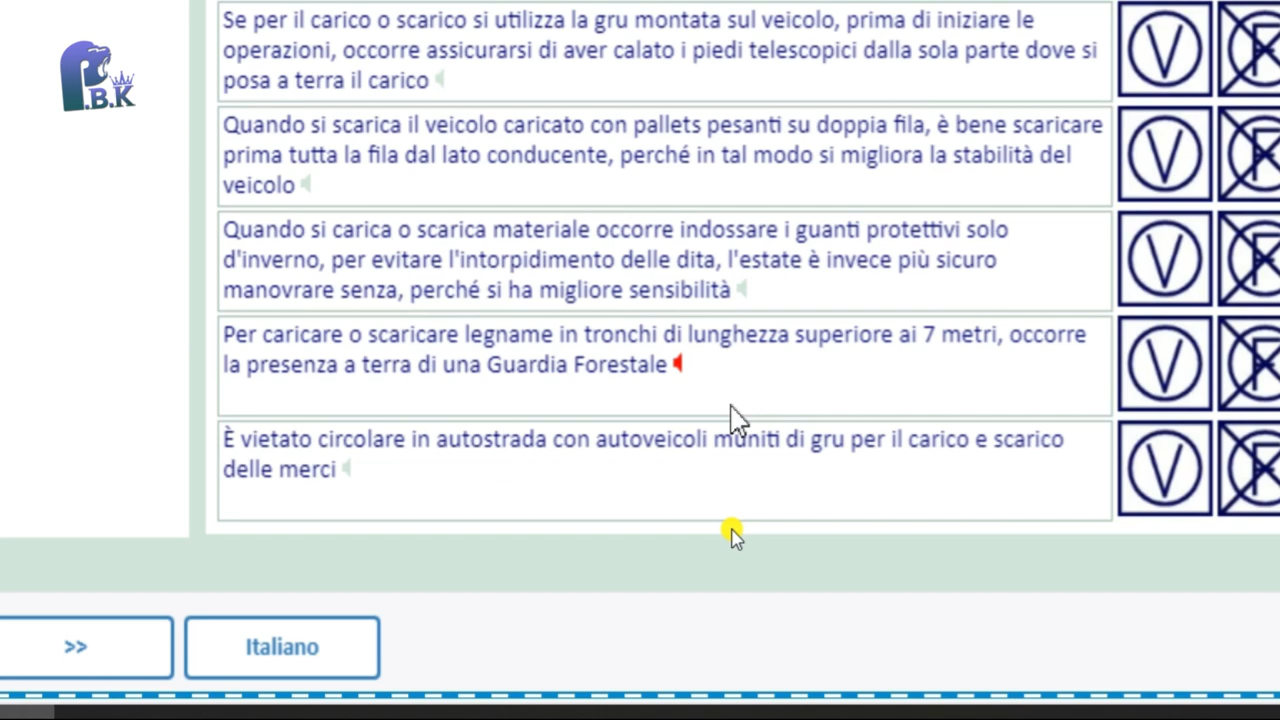 P.B.K
Se per il carico o scarico si utilizza la gru montata sul veicolo, prima di iniziare le
operazioni, occorre assicurarsi di aver calato i piedi telescopici dalla sola parte dove si
posa a terra il carico
V F
Quando si scarica il veicolo caricato con pallets pesanti su doppia fila, è bene scaricare
prima tutta la fila dal lato conducente, perché in tal modo si migliora la stabilità del
veicolo
V F
Quando si carica o scarica materiale occorre indossare i guanti protettivi solo
d'inverno, per evitare l'intorpidimento delle dita, l'estate è invece più sicuro
manovrare senza, perché si ha migliore sensibilità
V F
Per caricare o scaricare legname in tronchi di lunghezza superiore ai 7 metri, occorre
la presenza a terra di una Guardia Forestale
V F
È vietato circolare in autostrada con autoveicoli muniti di gru per il carico e scarico
delle merci
V F
>>
Italiano